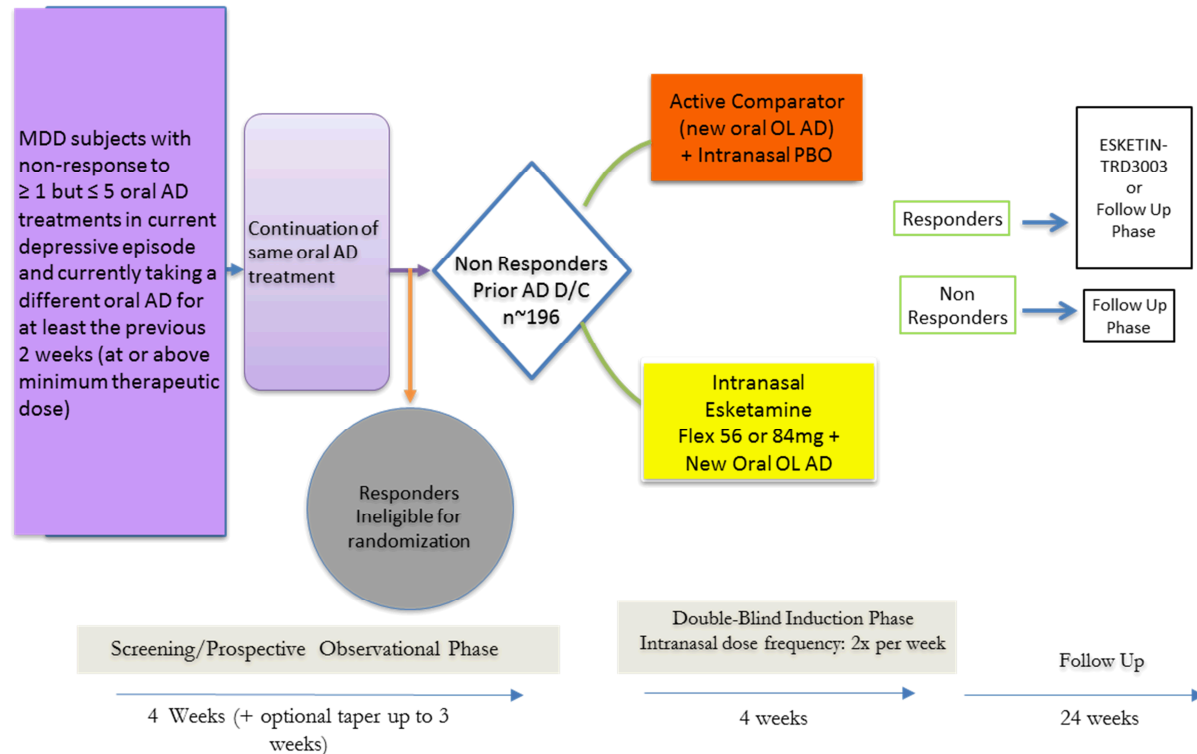 MDD subjects with
non-response to
≥ 1 but ≤ 5 oral AD
treatments in current
depressive episode
and currently taking a
different oral AD for
at least the previous
2 weeks (at or above
minimum therapeutic
dose)
Continuation of
same oral AD
treatment
Responders
Ineligible for
randomization
Non Responders
Prior AD D/C
n~196
Active Comparator
(new oral OL AD)
+ Intranasal PBO
Intranasal
Esketamine
Flex 56 or 84mg +
New Oral OL AD
Responders
ESKETIN-
TRD3003
or
Follow Up
Phase
Non
Responders
Follow Up
Phase
Screening/Prospective Observational Phase
4 Weeks (+ optional taper up to 3
weeks)
Double-Blind Induction Phase
Intranasal dose frequency: 2x per week
4 weeks
Follow Up
24 weeks